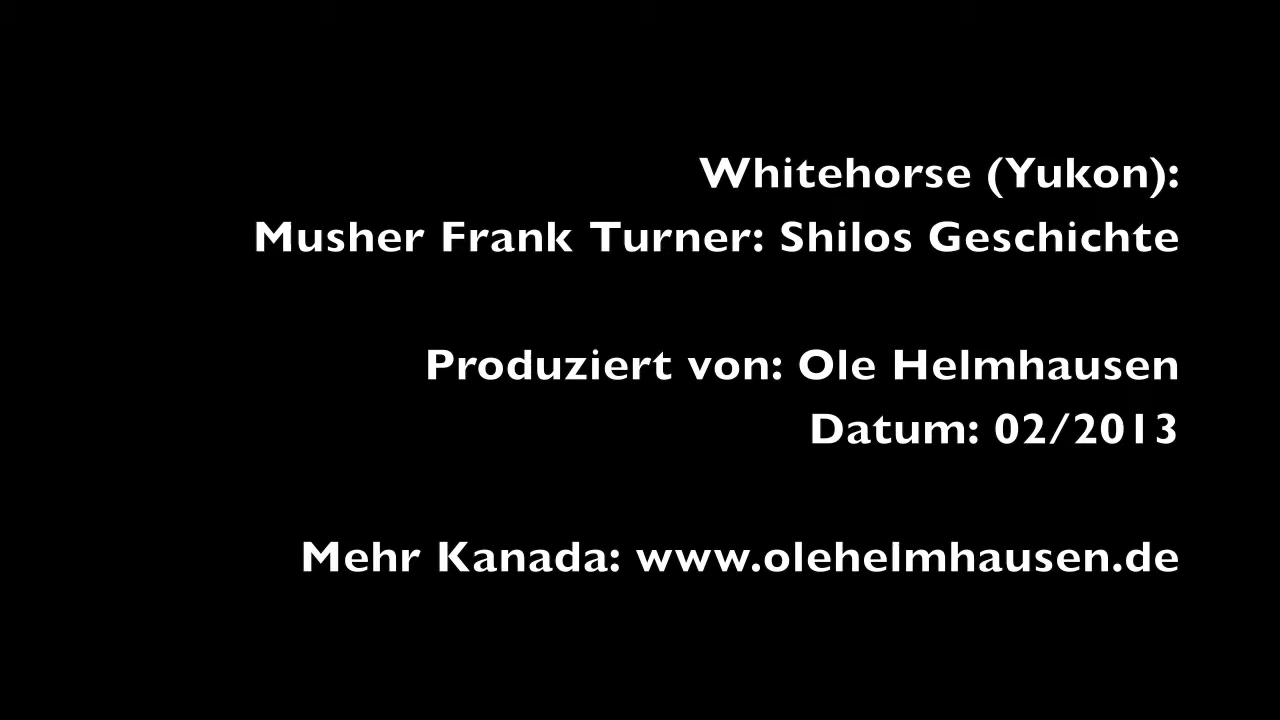 Whitehorse (Yukon):
Musher Frank Turner: Shilos Geschichte
Produziert von: Ole Helmhausen
Datum: 02/2013
Mehr Kanada: www.olehelmhausen.de